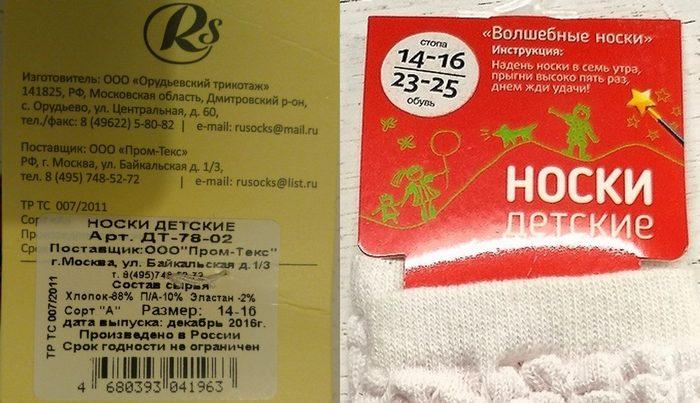 Rs
Изготовитель: ООО «Орудьевский трикотаж»
141825, РФ, Московская область, Дмитровский р-он,
с. Орудьево, ул. Центральная, д. 60,
тел./факс: 8 (49622) 5-80-82 | e-mail: rusocks@mail.ru
Поставщик: ООО «Пром-Текс»
РФ, г. Москва, ул. Байкальская д. 1/3,
тел. 8 (495) 748-52-72 | e-mail: rusocks@list.ru
ТР ТС 007/2011
НОСКИ ДЕТСКИЕ
Арт. ДТ-78-02
Поставщик:ООО"Пром-Текс"
г.Москва, ул. Байкальская д.1/3
т. 8(495)748-52-72
Состав сырья
Хлопок-88% П/А-10% Эластан -2%
Сорт "А" Размер: 14-16
дата выпуска: декабрь 2016г.
Произведено в России
Срок годности не ограничен
ТР ТС 007/2011
4 680393 041963
стопа
14-16
23-25
обувь
«Волшебные носки»
Инструкция:
Надень носки в семь утра,
прыгни высоко пять раз,
днем жди удачи!
НОСКИ
детские